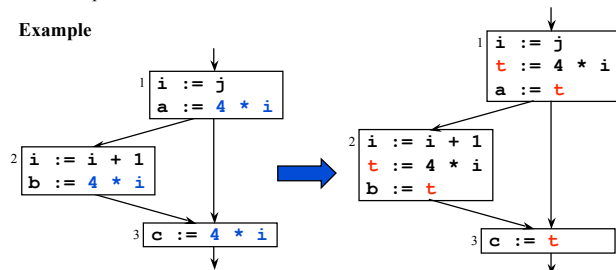 Example
1
i := j
a := 4 * i
2
i := i + 1
b := 4 * i
3
c := 4 * i
1
i := j
t := 4 * i
a := t
2
i := i + 1
t := 4 * i
b := t
3
c := t